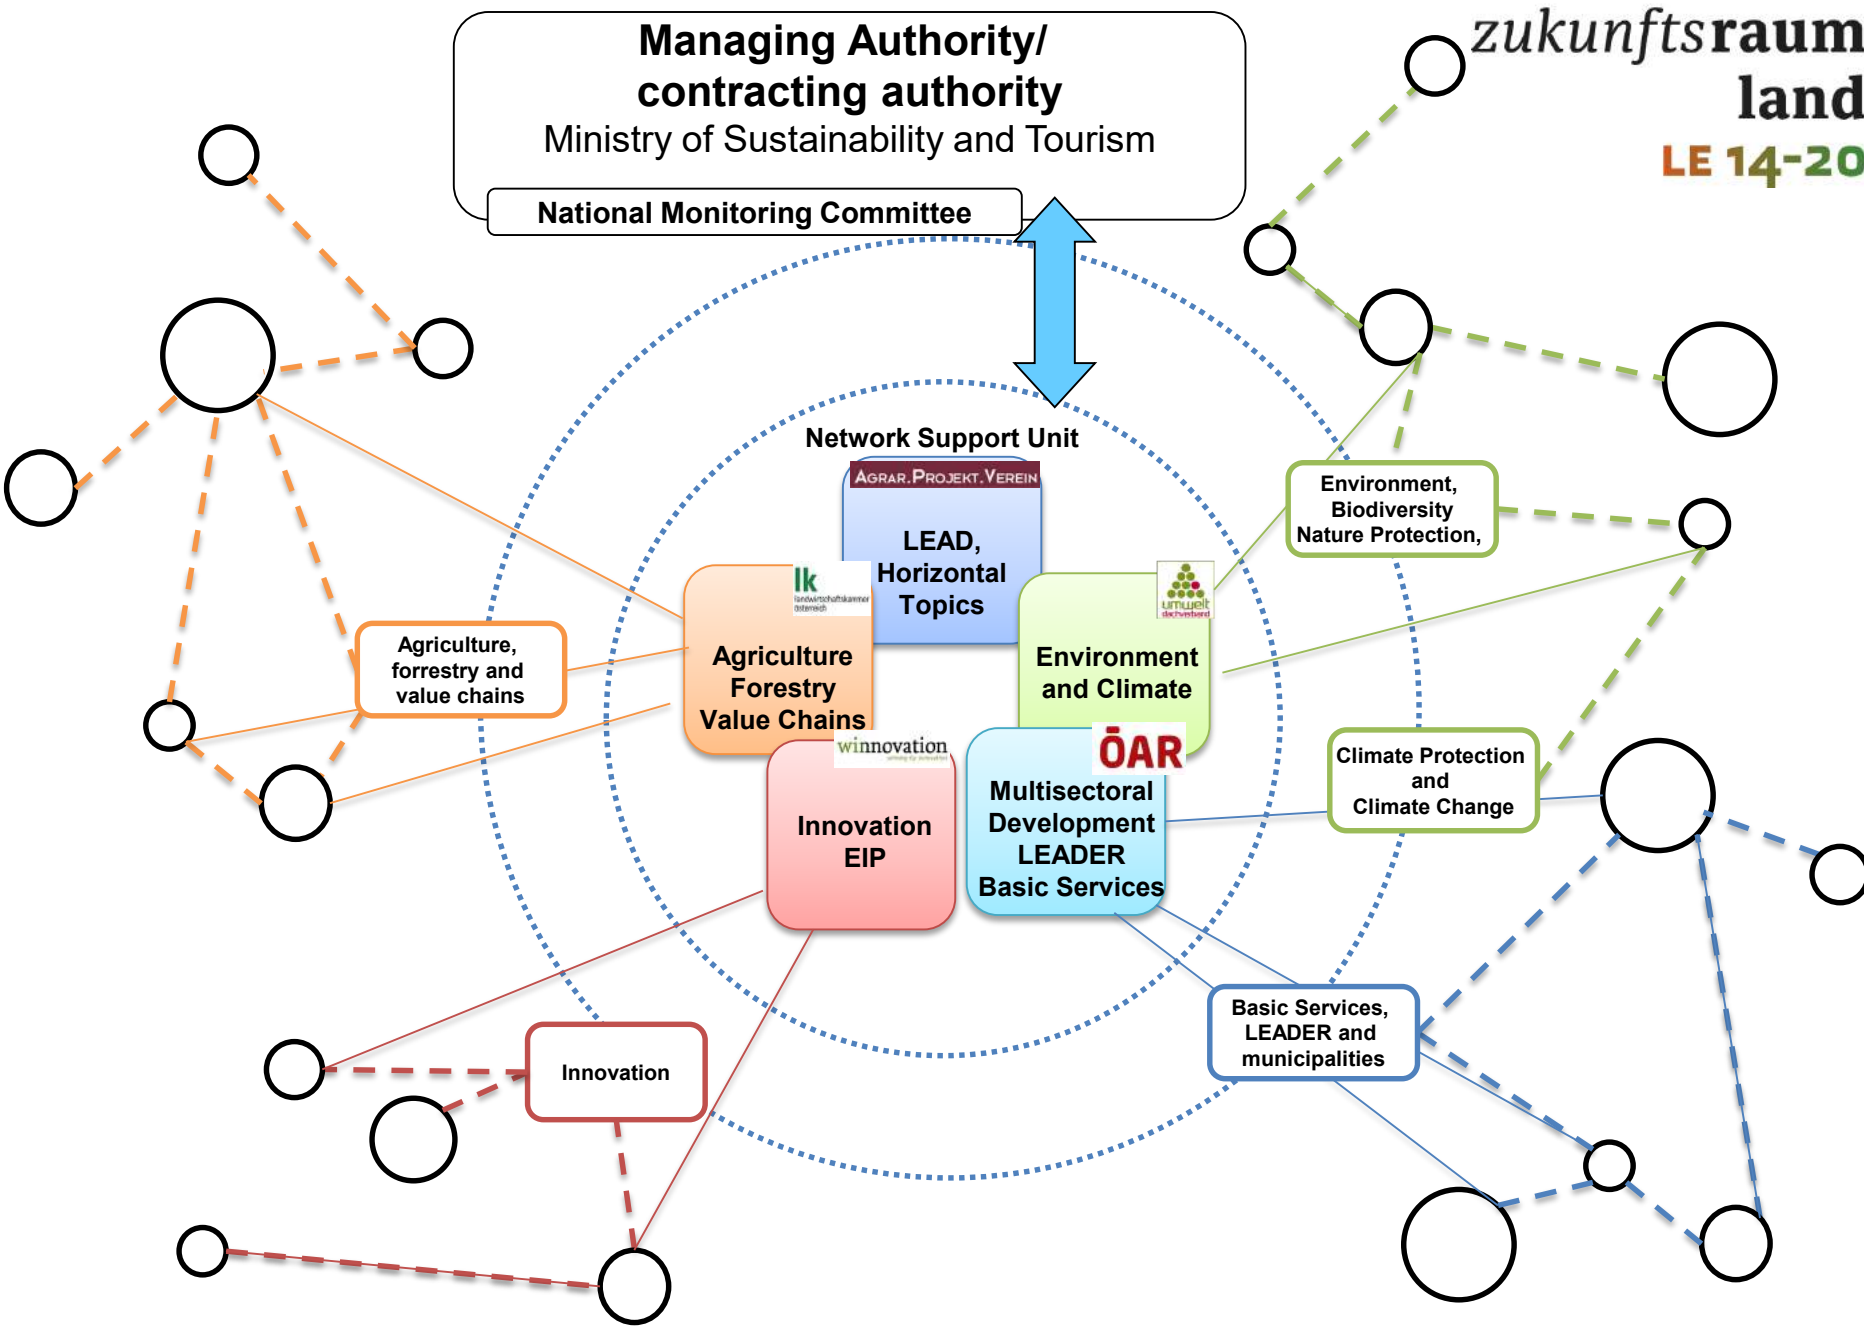 Managing Authority/
contracting authority
Ministry of Sustainability and Tourism
National Monitoring Committee
zukunftsraum
land
LE 14-20
Network Support Unit
AGRAR.PROJEKT.VEREIN
LEAD,
Horizontal
Topics
lk
landwirtschaftskammer
österreich
Agriculture
Forestry
Value Chains
umwelt
dachverband
Environment
and Climate
winnovation
Innovation
EIP
ÖAR
Multisectoral
Development
LEADER
Basic Services
Agriculture,
forrestry and
value chains
Environment,
Biodiversity
Nature Protection,
Climate Protection
and
Climate Change
Basic Services,
LEADER and
municipalities
Innovation